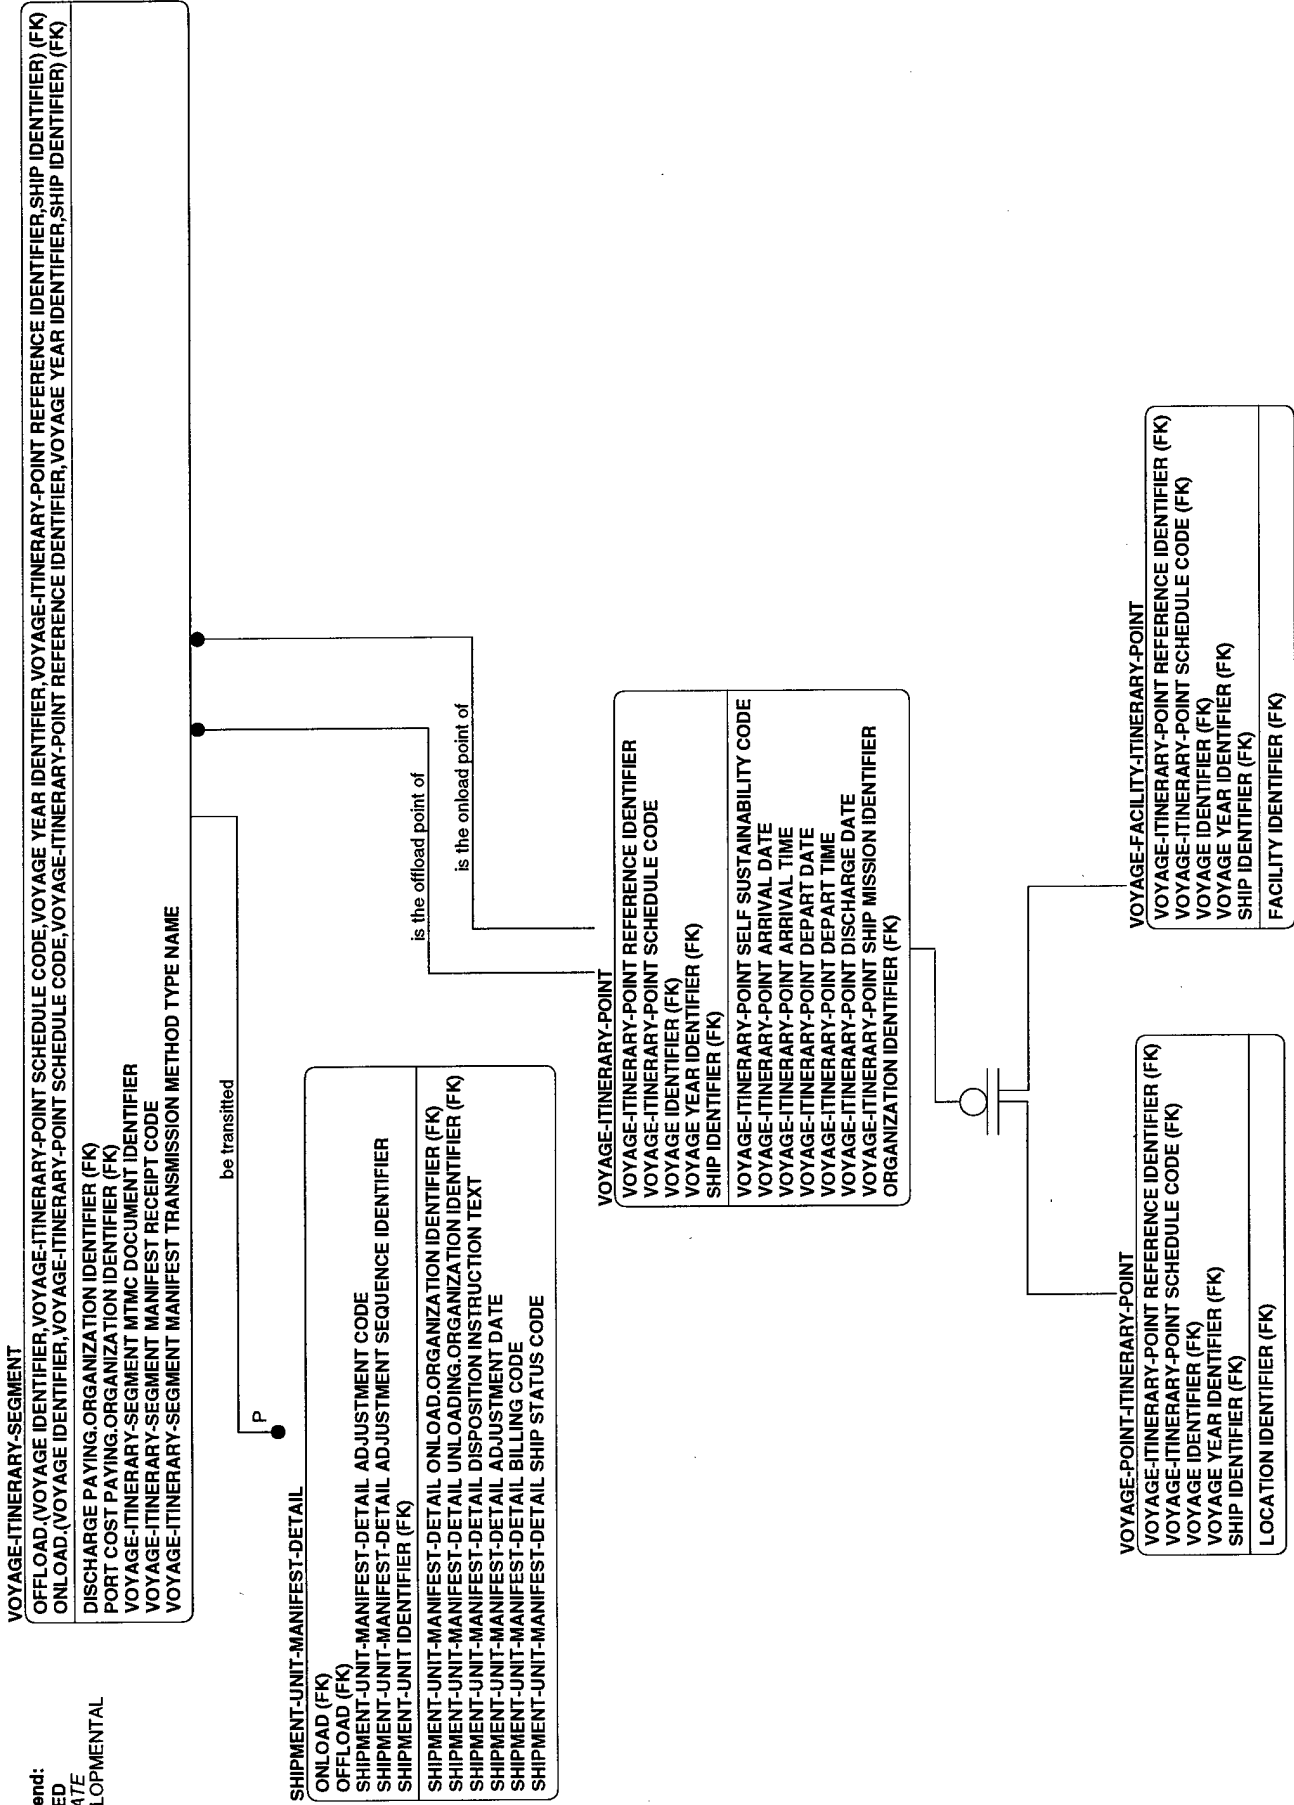 end:
ED
ATE
LOPMENTAL
VOYAGE-ITINERARY-SEGMENT
OFFLOAD.(VOYAGE IDENTIFIER,VOYAGE-ITINERARY-POINT SCHEDULE CODE,VOYAGE YEAR IDENTIFIER,VOYAGE-ITINERARY-POINT REFERENCE IDENTIFIER,SHIP IDENTIFIER) (FK)
ONLOAD.(VOYAGE IDENTIFIER,VOYAGE-ITINERARY-POINT SCHEDULE CODE,VOYAGE-ITINERARY-POINT REFERENCE IDENTIFIER,VOYAGE YEAR IDENTIFIER,SHIP IDENTIFIER) (FK)
DISCHARGE PAYING.ORGANIZATION IDENTIFIER (FK)
PORT COST PAYING.ORGANIZATION IDENTIFIER (FK)
VOYAGE-ITINERARY-SEGMENT MTMC DOCUMENT IDENTIFIER
VOYAGE-ITINERARY-SEGMENT MANIFEST RECEIPT CODE
VOYAGE-ITINERARY-SEGMENT MANIFEST TRANSMISSION METHOD TYPE NAME
be transitted
P
SHIPMENT-UNIT-MANIFEST-DETAIL
ONLOAD (FK)
OFFLOAD (FK)
SHIPMENT-UNIT-MANIFEST-DETAIL ADJUSTMENT CODE
SHIPMENT-UNIT-MANIFEST-DETAIL ADJUSTMENT SEQUENCE IDENTIFIER
SHIPMENT-UNIT IDENTIFIER (FK)
SHIPMENT-UNIT-MANIFEST-DETAIL ONLOAD.ORGANIZATION IDENTIFIER (FK)
SHIPMENT-UNIT-MANIFEST-DETAIL UNLOADING.ORGANIZATION IDENTIFIER (FK)
SHIPMENT-UNIT-MANIFEST-DETAIL DISPOSITION INSTRUCTION TEXT
SHIPMENT-UNIT-MANIFEST-DETAIL ADJUSTMENT DATE
SHIPMENT-UNIT-MANIFEST-DETAIL BILLING CODE
SHIPMENT-UNIT-MANIFEST-DETAIL SHIP STATUS CODE
is the offload point of
is the onload point of
VOYAGE-ITINERARY-POINT
VOYAGE-ITINERARY-POINT REFERENCE IDENTIFIER
VOYAGE-ITINERARY-POINT SCHEDULE CODE
VOYAGE IDENTIFIER (FK)
VOYAGE YEAR IDENTIFIER (FK)
SHIP IDENTIFIER (FK)
VOYAGE-ITINERARY-POINT SELF SUSTAINABILITY CODE
VOYAGE-ITINERARY-POINT ARRIVAL DATE
VOYAGE-ITINERARY-POINT ARRIVAL TIME
VOYAGE-ITINERARY-POINT DEPART DATE
VOYAGE-ITINERARY-POINT DEPART TIME
VOYAGE-ITINERARY-POINT DISCHARGE DATE
VOYAGE-ITINERARY-POINT SHIP MISSION IDENTIFIER
ORGANIZATION IDENTIFIER (FK)
VOYAGE-POINT-ITINERARY-POINT
VOYAGE-ITINERARY-POINT REFERENCE IDENTIFIER (FK)
VOYAGE-ITINERARY-POINT SCHEDULE CODE (FK)
VOYAGE IDENTIFIER (FK)
VOYAGE YEAR IDENTIFIER (FK)
SHIP IDENTIFIER (FK)
LOCATION IDENTIFIER (FK)
VOYAGE-FACILITY-ITINERARY-POINT
VOYAGE-ITINERARY-POINT REFERENCE IDENTIFIER (FK)
VOYAGE-ITINERARY-POINT SCHEDULE CODE (FK)
VOYAGE IDENTIFIER (FK)
VOYAGE YEAR IDENTIFIER (FK)
SHIP IDENTIFIER (FK)
FACILITY IDENTIFIER (FK)